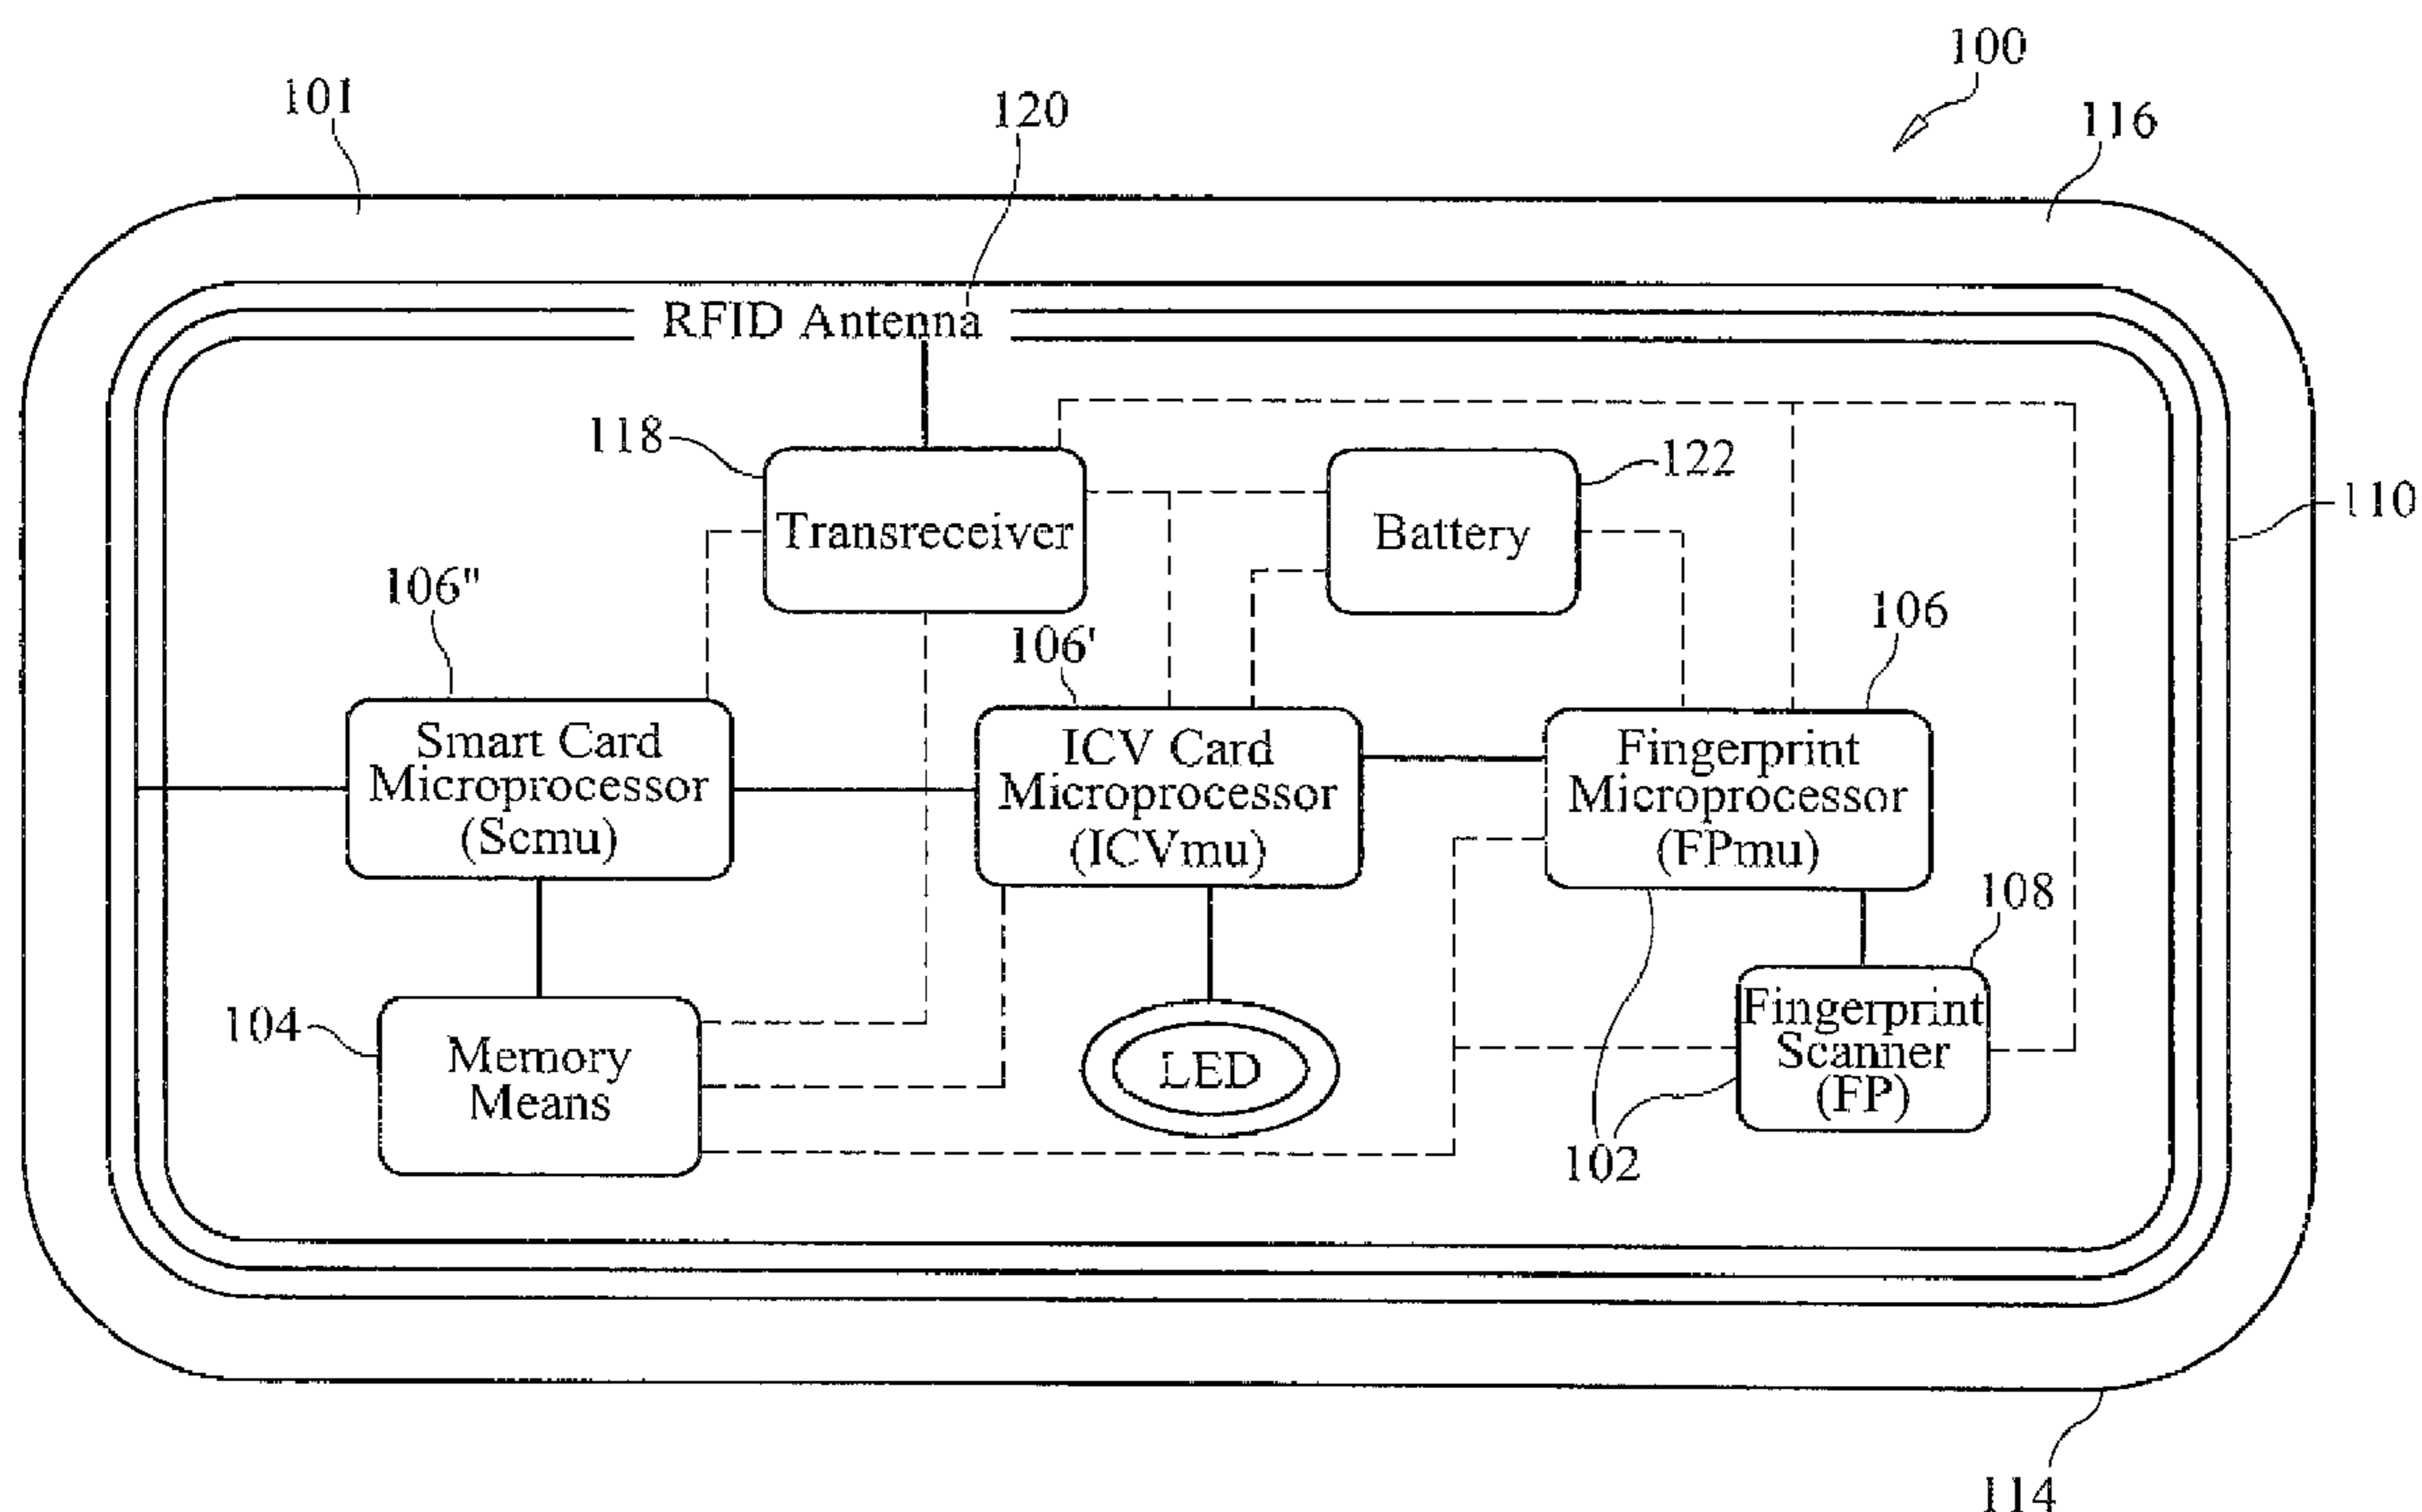 100
101
120
116
RFID Antenna
118
122
Transreceiver
Battery
110
106"
106'
106
Smart Card
Microprocessor
(Scmu)
ICV Card
Microprocessor
(ICVmu)
Fingerprint
Microprocessor
(FPmu)
108
104
Memory
Means
LED
Fingerprint
Scanner
(FP)
102
114